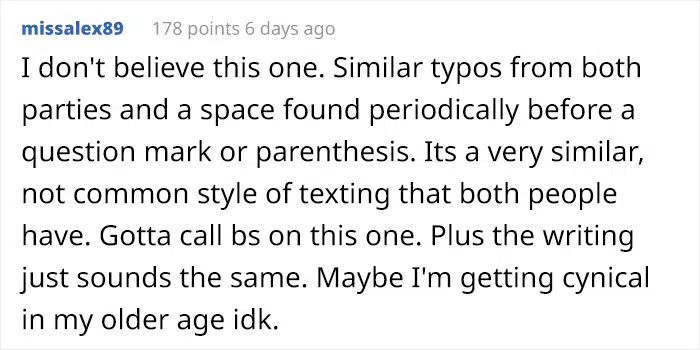 missalex89 178 points 6 days ago
I don't believe this one. Similar typos from both
parties and a space found periodically before a
question mark or parenthesis. Its a very similar,
not common style of texting that both people
have. Gotta call bs on this one. Plus the writing
just sounds the same. Maybe I'm getting cynical
in my older age idk.